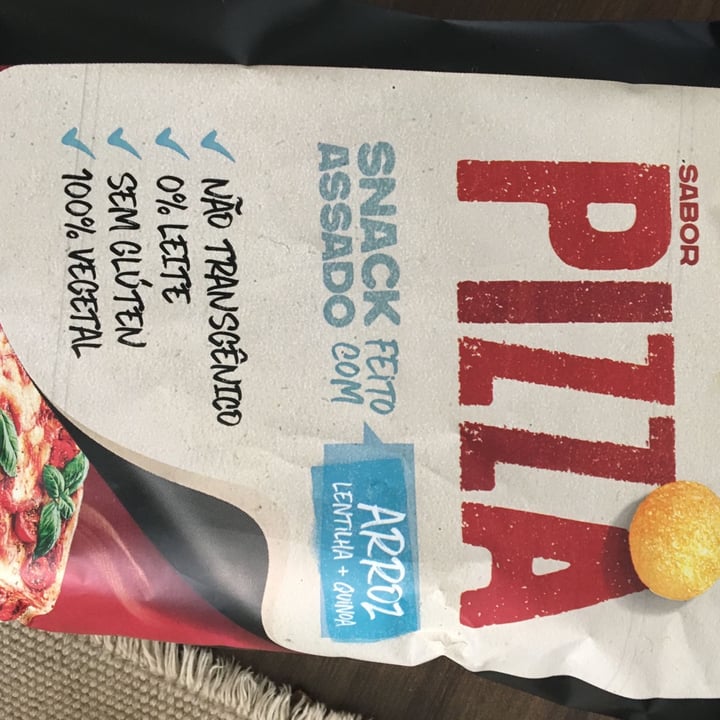 SABOR
PIZZA
SNACK FEITO
ASSADO COM
ARROZ
LENTILHA + QUINOA
NÃO TRANSGÊNICO
0% LEITE
SEM GLÚTEN
100% VEGETAL